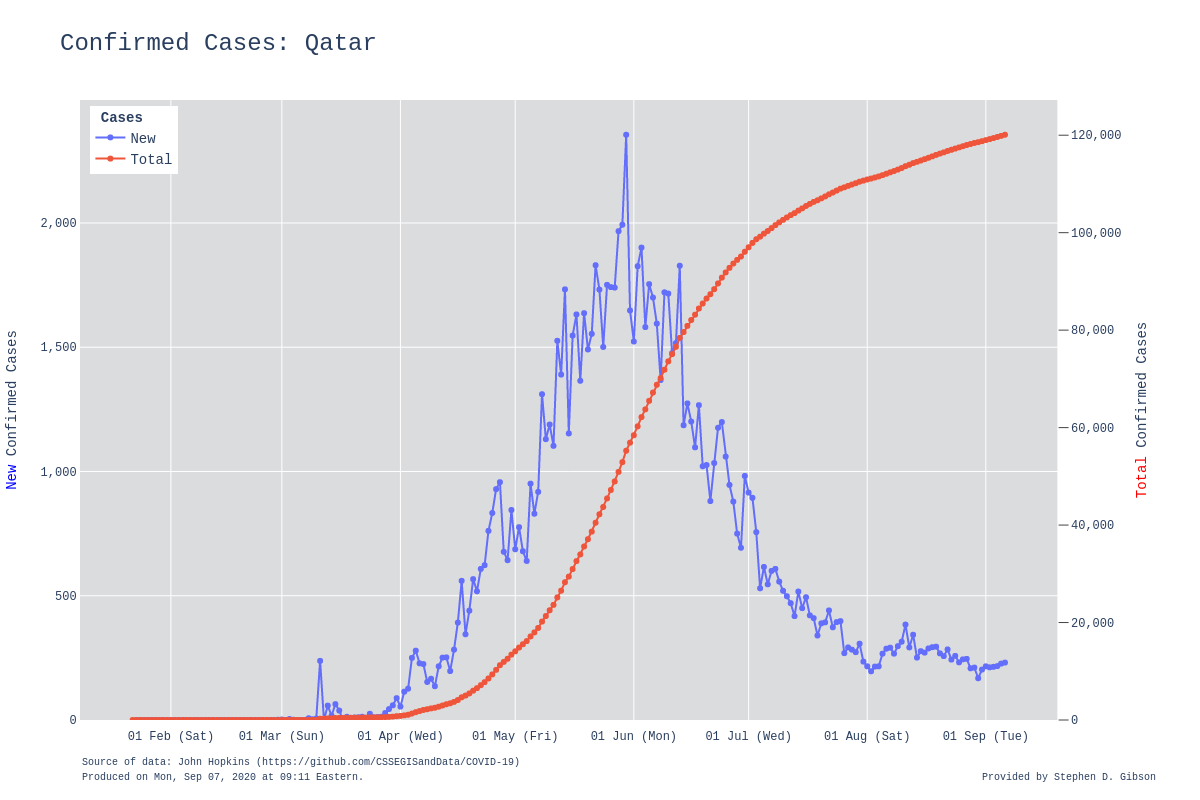 Confirmed Cases: Qatar
Cases
New
Total
2,000
1,500
1,000
500
0
New Confirmed Cases
120,000
100,000
80,000
60,000
40,000
20,000
0
Total Confirmed Cases
01 Feb (Sat) 01 Mar (Sun) 01 Apr (Wed) 01 May (Fri) 01 Jun (Mon) 01 Jul (Wed) 01 Aug (Sat) 01 Sep (Tue)
Source of data: John Hopkins (https://github.com/CSSEGISandData/COVID-19)
Produced on Mon, Sep 07, 2020 at 09:11 Eastern.
Provided by Stephen D. Gibson